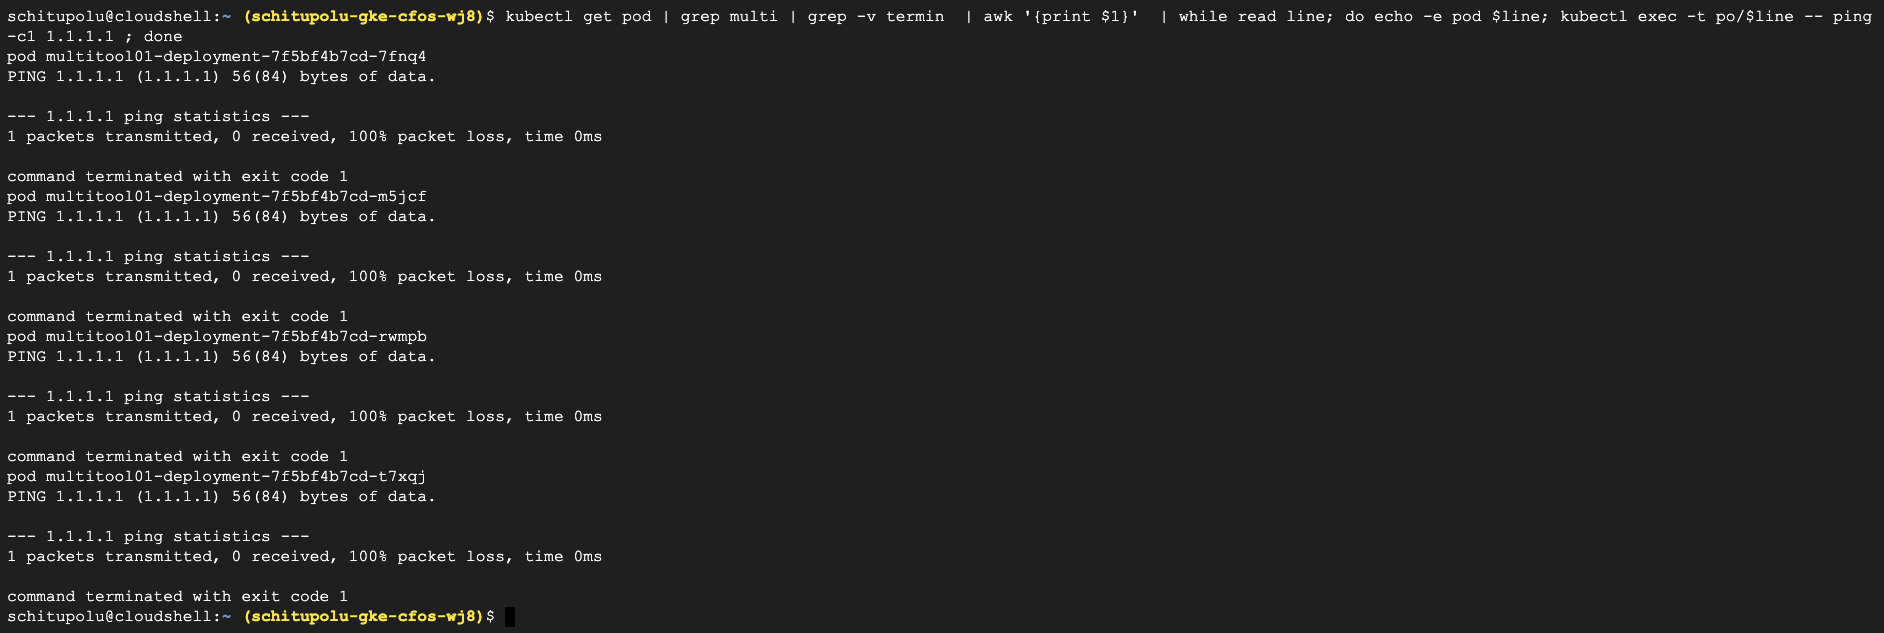 schitupolu@cloudshell:~ (schitupolu-gke-cfos-wj8)$ kubectl get pod | grep multi | grep -v termin  | awk '{print $1}'  | while read line; do echo -e pod $line; kubectl exec -t po/$line -- ping
-c1 1.1.1.1 ; done
pod multitool01-deployment-7f5bf4b7cd-7fnq4
PING 1.1.1.1 (1.1.1.1) 56(84) bytes of data.

--- 1.1.1.1 ping statistics ---
1 packets transmitted, 0 received, 100% packet loss, time 0ms

command terminated with exit code 1
pod multitool01-deployment-7f5bf4b7cd-m5jcf
PING 1.1.1.1 (1.1.1.1) 56(84) bytes of data.

--- 1.1.1.1 ping statistics ---
1 packets transmitted, 0 received, 100% packet loss, time 0ms

command terminated with exit code 1
pod multitool01-deployment-7f5bf4b7cd-rwmpb
PING 1.1.1.1 (1.1.1.1) 56(84) bytes of data.

--- 1.1.1.1 ping statistics ---
1 packets transmitted, 0 received, 100% packet loss, time 0ms

command terminated with exit code 1
pod multitool01-deployment-7f5bf4b7cd-t7xqj
PING 1.1.1.1 (1.1.1.1) 56(84) bytes of data.

--- 1.1.1.1 ping statistics ---
1 packets transmitted, 0 received, 100% packet loss, time 0ms

command terminated with exit code 1
schitupolu@cloudshell:~ (schitupolu-gke-cfos-wj8)$